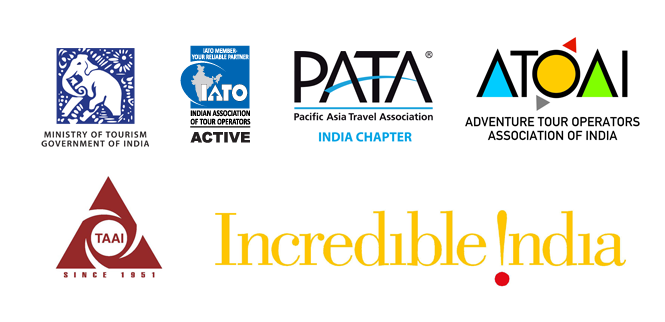 MINISTRY OF TOURISM
GOVERNMENT OF INDIA
IATO MEMBER-
YOUR RELIABLE PARTNER
IATO
INDIAN ASSOCIATION
OF TOUR OPERATORS
ACTIVE
PATA®
Pacific Asia Travel Association
INDIA CHAPTER
ATOAI
ADVENTURE TOUR OPERATORS
ASSOCIATION OF INDIA
TAAI
SINCE 1951
Incredible !ndia